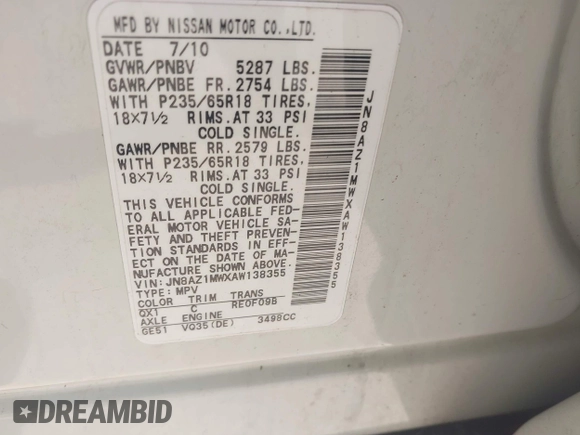 MFD BY NISSAN MOTOR CO.,LTD.
DATE 7/10
GVWR/PNBV 5287 LBS.
GAWR/PNBE FR. 2754 LBS.
WITH P235/65R18 TIRES,
18×7½ RIMS.AT 33 PSI
COLD SINGLE.
GAWR/PNBE RR. 2579 LBS.
WITH P235/65R18 TIRES,
18×7½ RIMS.AT 33 PSI
COLD SINGLE.
THIS VEHICLE CONFORMS
TO ALL APPLICABLE FED-
ERAL MOTOR VEHICLE SA-
FETY AND THEFT PREVEN-
TION STANDARDS IN EFF-
ECT ON THE DATE OF MA-
NUFACTURE SHOWN ABOVE.
VIN: JN8AZ1MWXAW138355
TYPE: MPV
COLOR TRIM TRANS
QX1 C RE0F09B
AXLE ENGINE
GE51 VQ35(DE) 3498CC
JN8AZ1MWXAW138355
DREAMBID